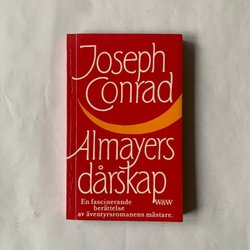 Joseph
Conrad
Almayers
dårskap
W&W
En fascinerande
berättelse
av äventyrsromanens mästare.